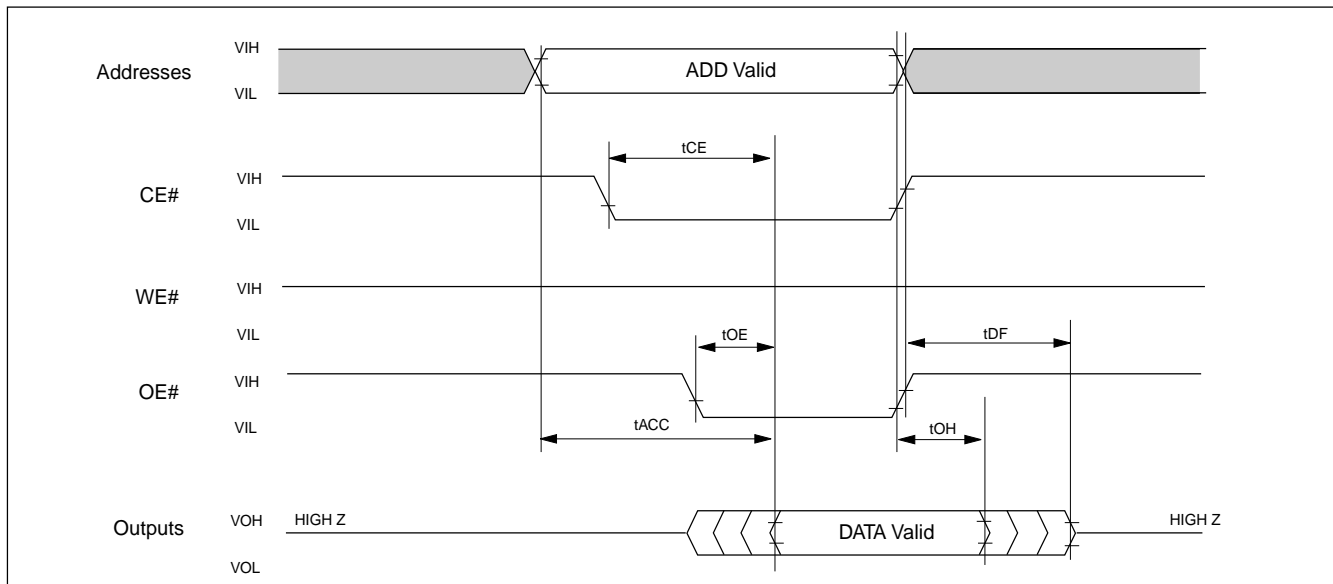 VIH
Addresses
ADD Valid
VIL
tCE
VIH
CE#
VIL
VIH
WE#
VIL
tOE
tDF
VIH
OE#
VIL
tACC
tOH
VOH
HIGH Z
HIGH Z
Outputs
DATA Valid
VOL